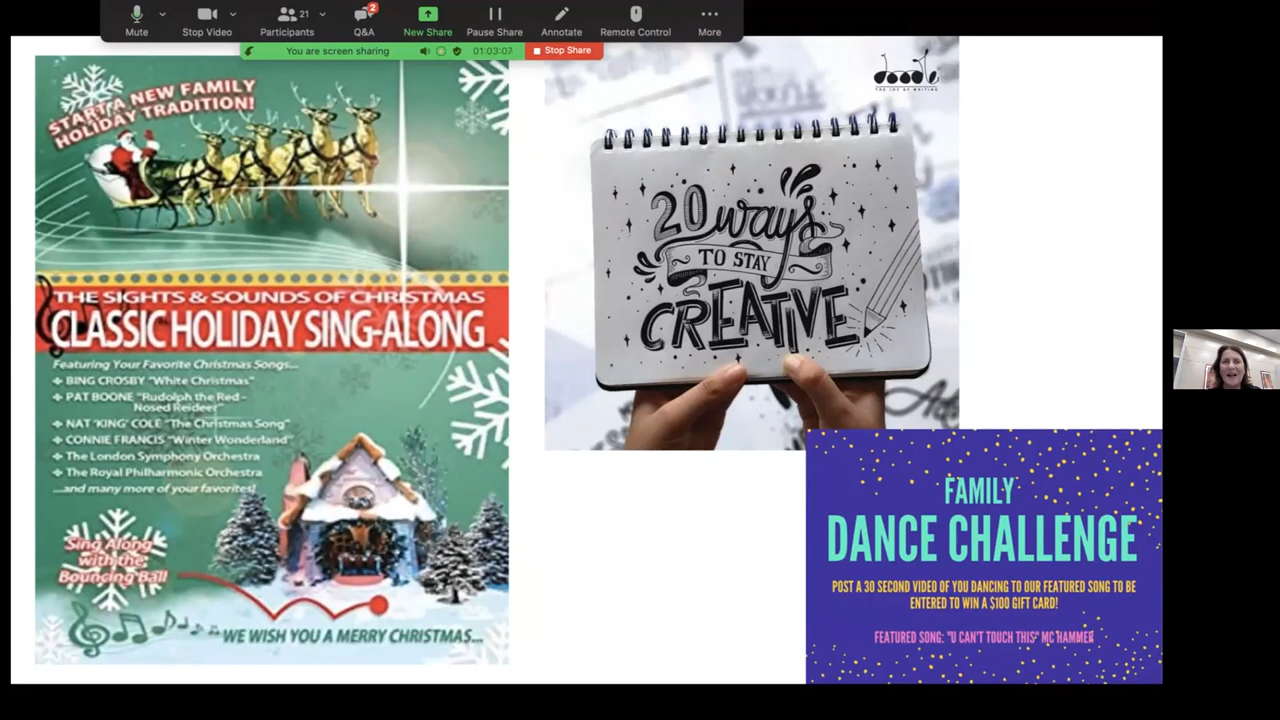 Mute
Stop Video
Participants
21
Q&A
2
New Share
Pause Share
Annotate
Remote Control
More
You are screen sharing
01:03:07
Stop Share
START A NEW FAMILY
HOLIDAY TRADITION!
THE SIGHTS & SOUNDS OF CHRISTMAS
CLASSIC HOLIDAY SING-ALONG
Featuring Your Favorite Christmas Songs...
BING CROSBY "White Christmas"
PAT BOONE "Rudolph the Red-
Nosed Reideer"
NAT 'KING' COLE "The Christmas Song"
CONNIE FRANCIS "Winter Wonderland"
The London Symphony Orchestra
The Royal Philharmonic Orchestra
...and many more of your favorites!
Sing Along
with the
Bouncing Ball
WE WISH YOU A MERRY CHRISTMAS...
doodle
THE JOY OF WRITING
20 ways
TO STAY
CREATIVE
FAMILY
DANCE CHALLENGE
POST A 30 SECOND VIDEO OF YOU DANCING TO OUR FEATURED SONG TO BE
ENTERED TO WIN A $100 GIFT CARD!
FEATURED SONG: "U CAN'T TOUCH THIS" MC HAMMER